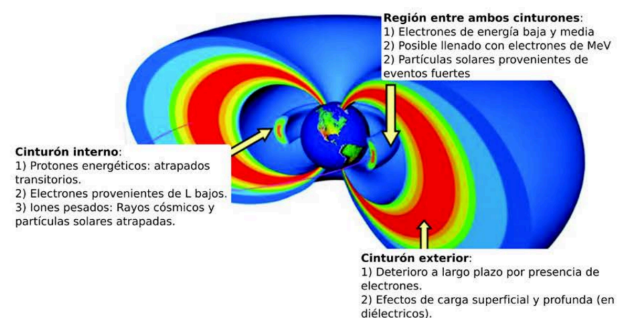 Región entre ambos cinturones:
1) Electrones de energía baja y media
2) Posible llenado con electrones de MeV
2) Partículas solares provenientes de
eventos fuertes
Cinturón interno:
1) Protones energéticos: atrapados
transitorios.
2) Electrones provenientes de L bajos.
3) Iones pesados: Rayos cósmicos y
partículas solares atrapadas.
Cinturón exterior:
1) Deterioro a largo plazo por presencia de
electrones.
2) Efectos de carga superficial y profunda (en
diélectricos).